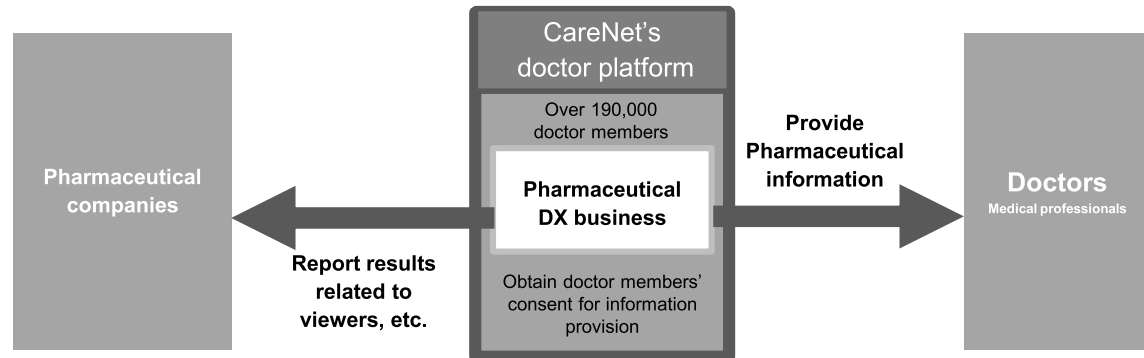 Pharmaceutical
companies
Report results
related to
viewers, etc.
CareNet's
doctor platform
Over 190,000
doctor members
Pharmaceutical
DX business
Obtain doctor members'
consent for information
provision
Provide
Pharmaceutical
information
Doctors
Medical professionals